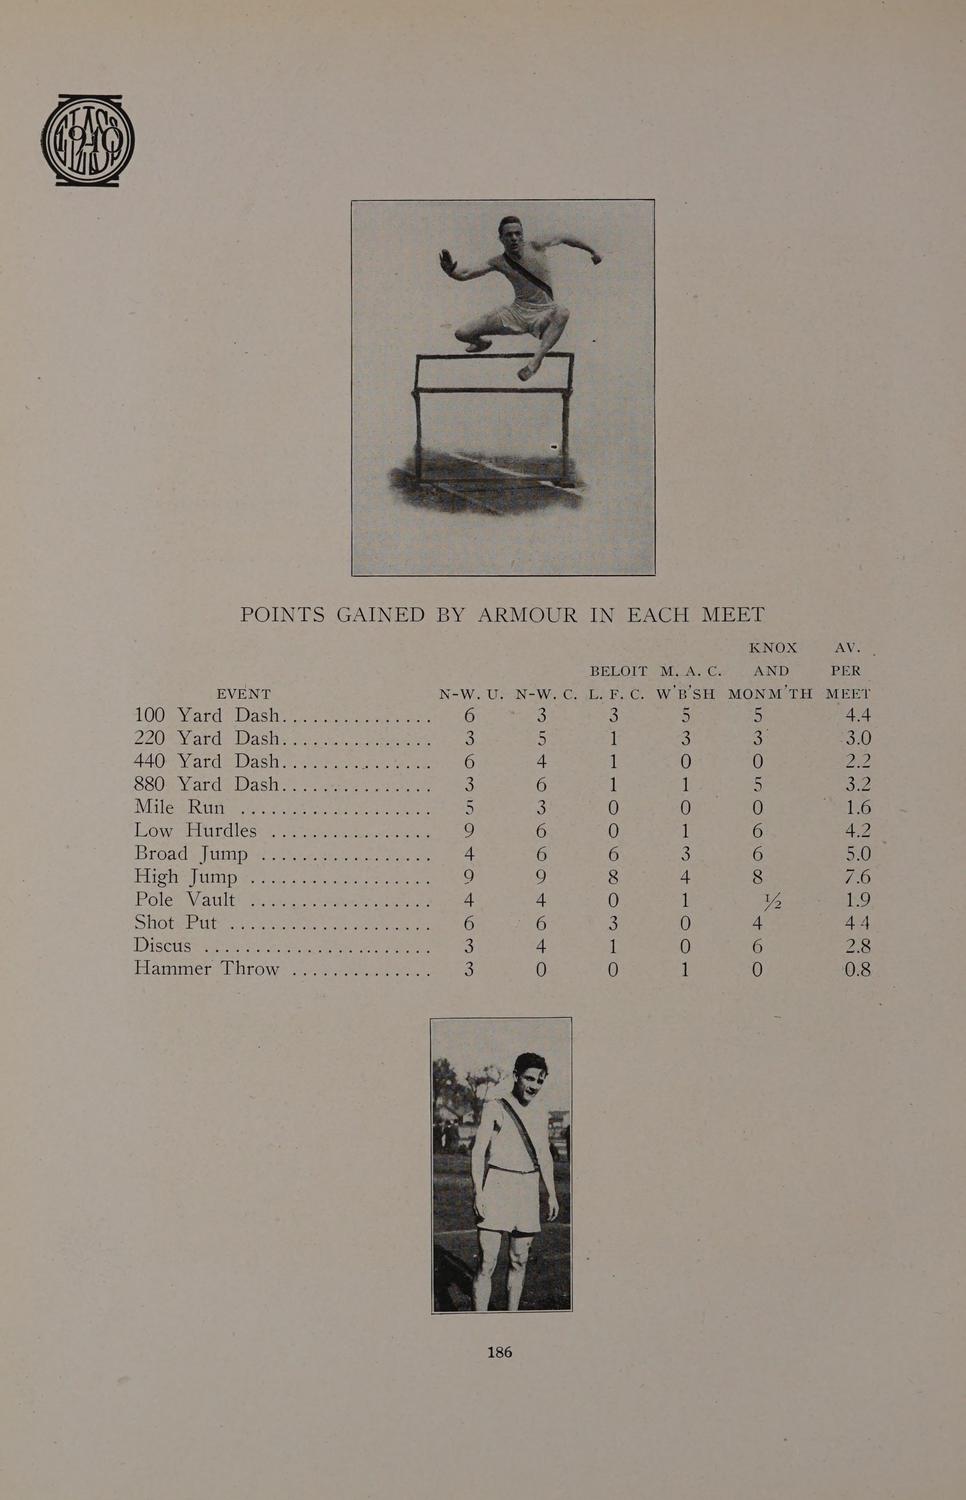 CLASS 1910
POINTS GAINED BY ARMOUR IN EACH MEET
KNOX AV.
BELOIT M. A. C. AND PER
EVENT N-W. U. N-W. C. L. F. C. W'B'SH MONM'TH MEET
100 Yard Dash............... 6 3 3 5 5 4.4
220 Yard Dash............... 3 5 1 3 3 3.0
440 Yard Dash............... 6 4 1 0 0 2.2
880 Yard Dash............... 3 6 1 1 5 3.2
Mile Run ................... 5 3 0 0 0 1.6
Low Hurdles ................ 9 6 0 1 6 4.2
Broad Jump ................. 4 6 6 3 6 5.0
High Jump .................. 9 9 8 4 8 7.6
Pole Vault .................. 4 4 0 1 ½ 1.9
Shot Put .................... 6 6 3 0 4 4 4
Discus ...................... 3 4 1 0 6 2.8
Hammer Throw .............. 3 0 0 1 0 0.8
186